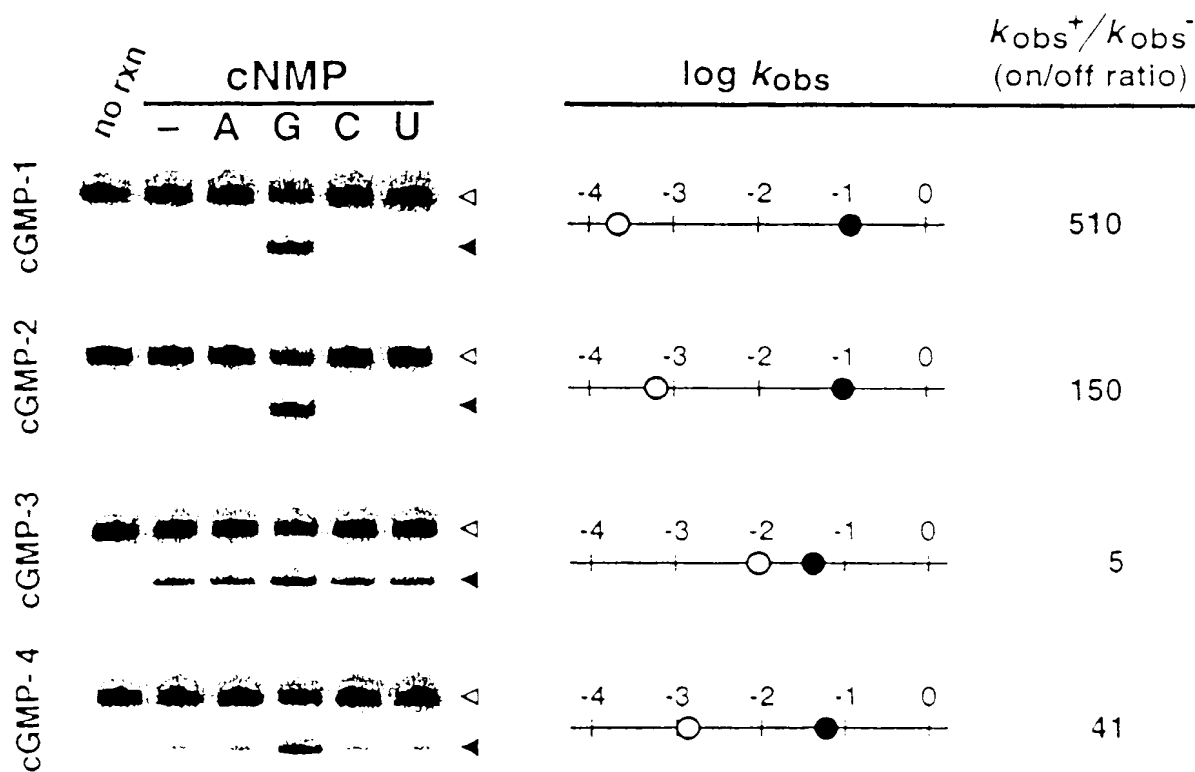 no rxn
cNMP
log kobs
kobs+/kobs-
(on/off ratio)
– A G C U
cGMP-1
-4 -3 -2 -1 0
510
cGMP-2
-4 -3 -2 -1 0
150
cGMP-3
-4 -3 -2 -1 0
5
cGMP-4
-4 -3 -2 -1 0
41